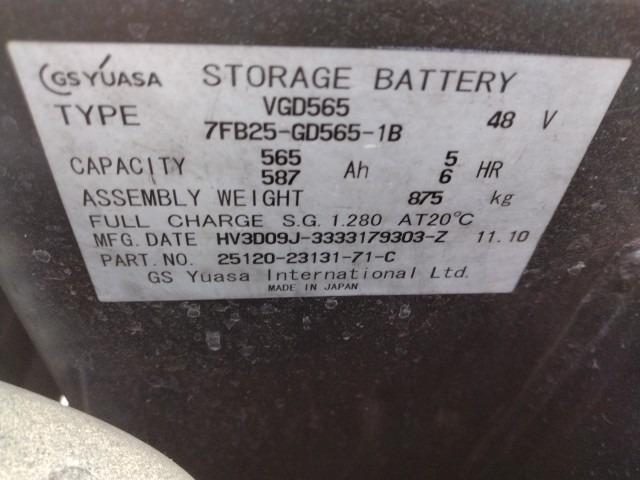 GS YUASA STORAGE BATTERY
TYPE VGD565 48 V
7FB25-GD565-1B
CAPACITY 565 Ah 5 HR
587 6
ASSEMBLY WEIGHT 875 kg
FULL CHARGE S.G. 1.280 AT20℃
MFG. DATE HV3D09J-3333179303-Z 11.10
PART. NO. 25120-23131-71-C
GS Yuasa International Ltd.
MADE IN JAPAN